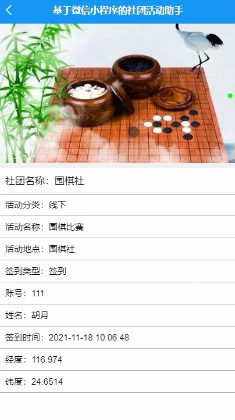 基于微信小程序的社团活动助手
社团名称：围棋社
活动分类：线下
活动名称：围棋比赛
活动地点：围棋社
签到类型：签到
账号：111
姓名：胡月
签到时间：2021-11-18 10:06:48
经度：116.974
纬度：24.6514